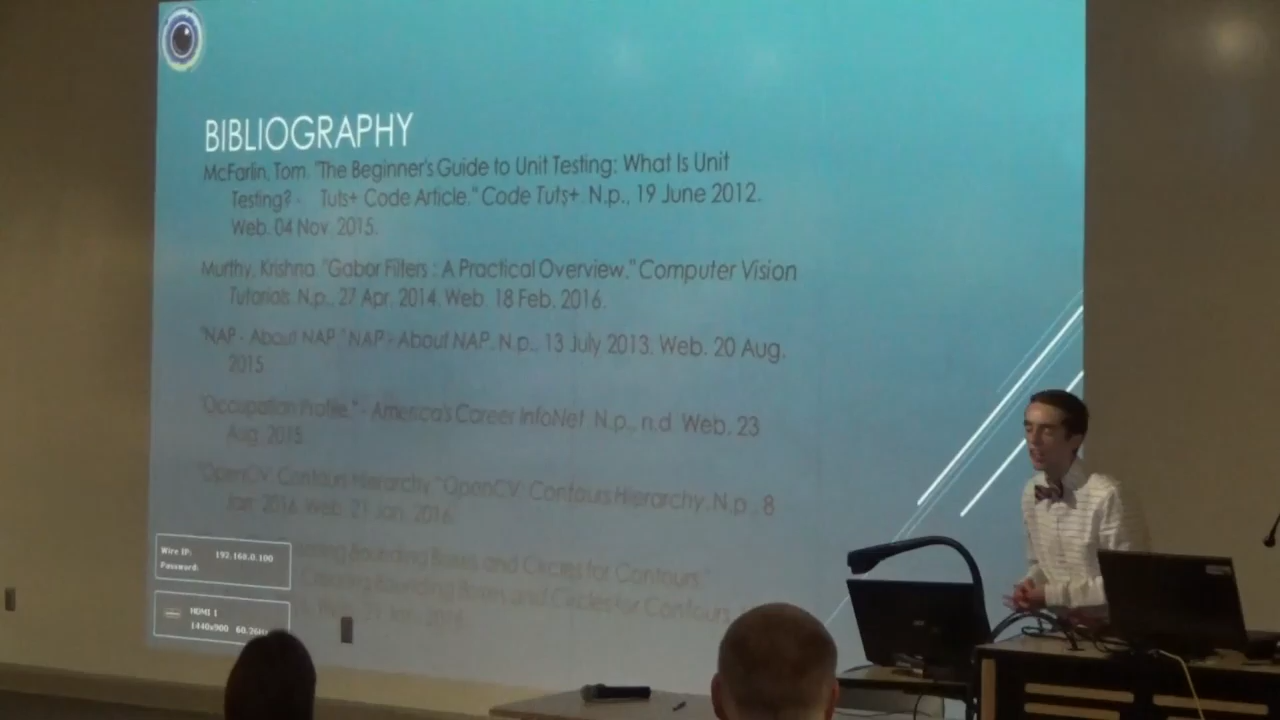 BIBLIOGRAPHY
McFarlin, Tom. "The Beginner's Guide to Unit Testing: What Is Unit
Testing? - Tuts+ Code Article." Code Tuts+. N.p., 19 June 2012.
Web. 04 Nov. 2015.
Murthy, Krishna. "Gabor Filters : A Practical Overview." Computer Vision
Tutorials. N.p., 27 Apr. 2014. Web. 18 Feb. 2016.
"NAP - About NAP." NAP - About NAP. N.p., 13 July 2013. Web. 20 Aug.
2015.
"Occupation Profile." - America's Career InfoNet. N.p., n.d. Web. 23
Aug. 2015.
"OpenCV: Contours Hierarchy." OpenCV: Contours Hierarchy. N.p., 8
Jan. 2016. Web. 21 Jan. 2016.
Bounding Boxes and Circles for Contours."
Creating Bounding Boxes and Circles for Contours.
Wire IP: 192.168.0.100
Password:
HDMI 1
1440x900 60.26Hz